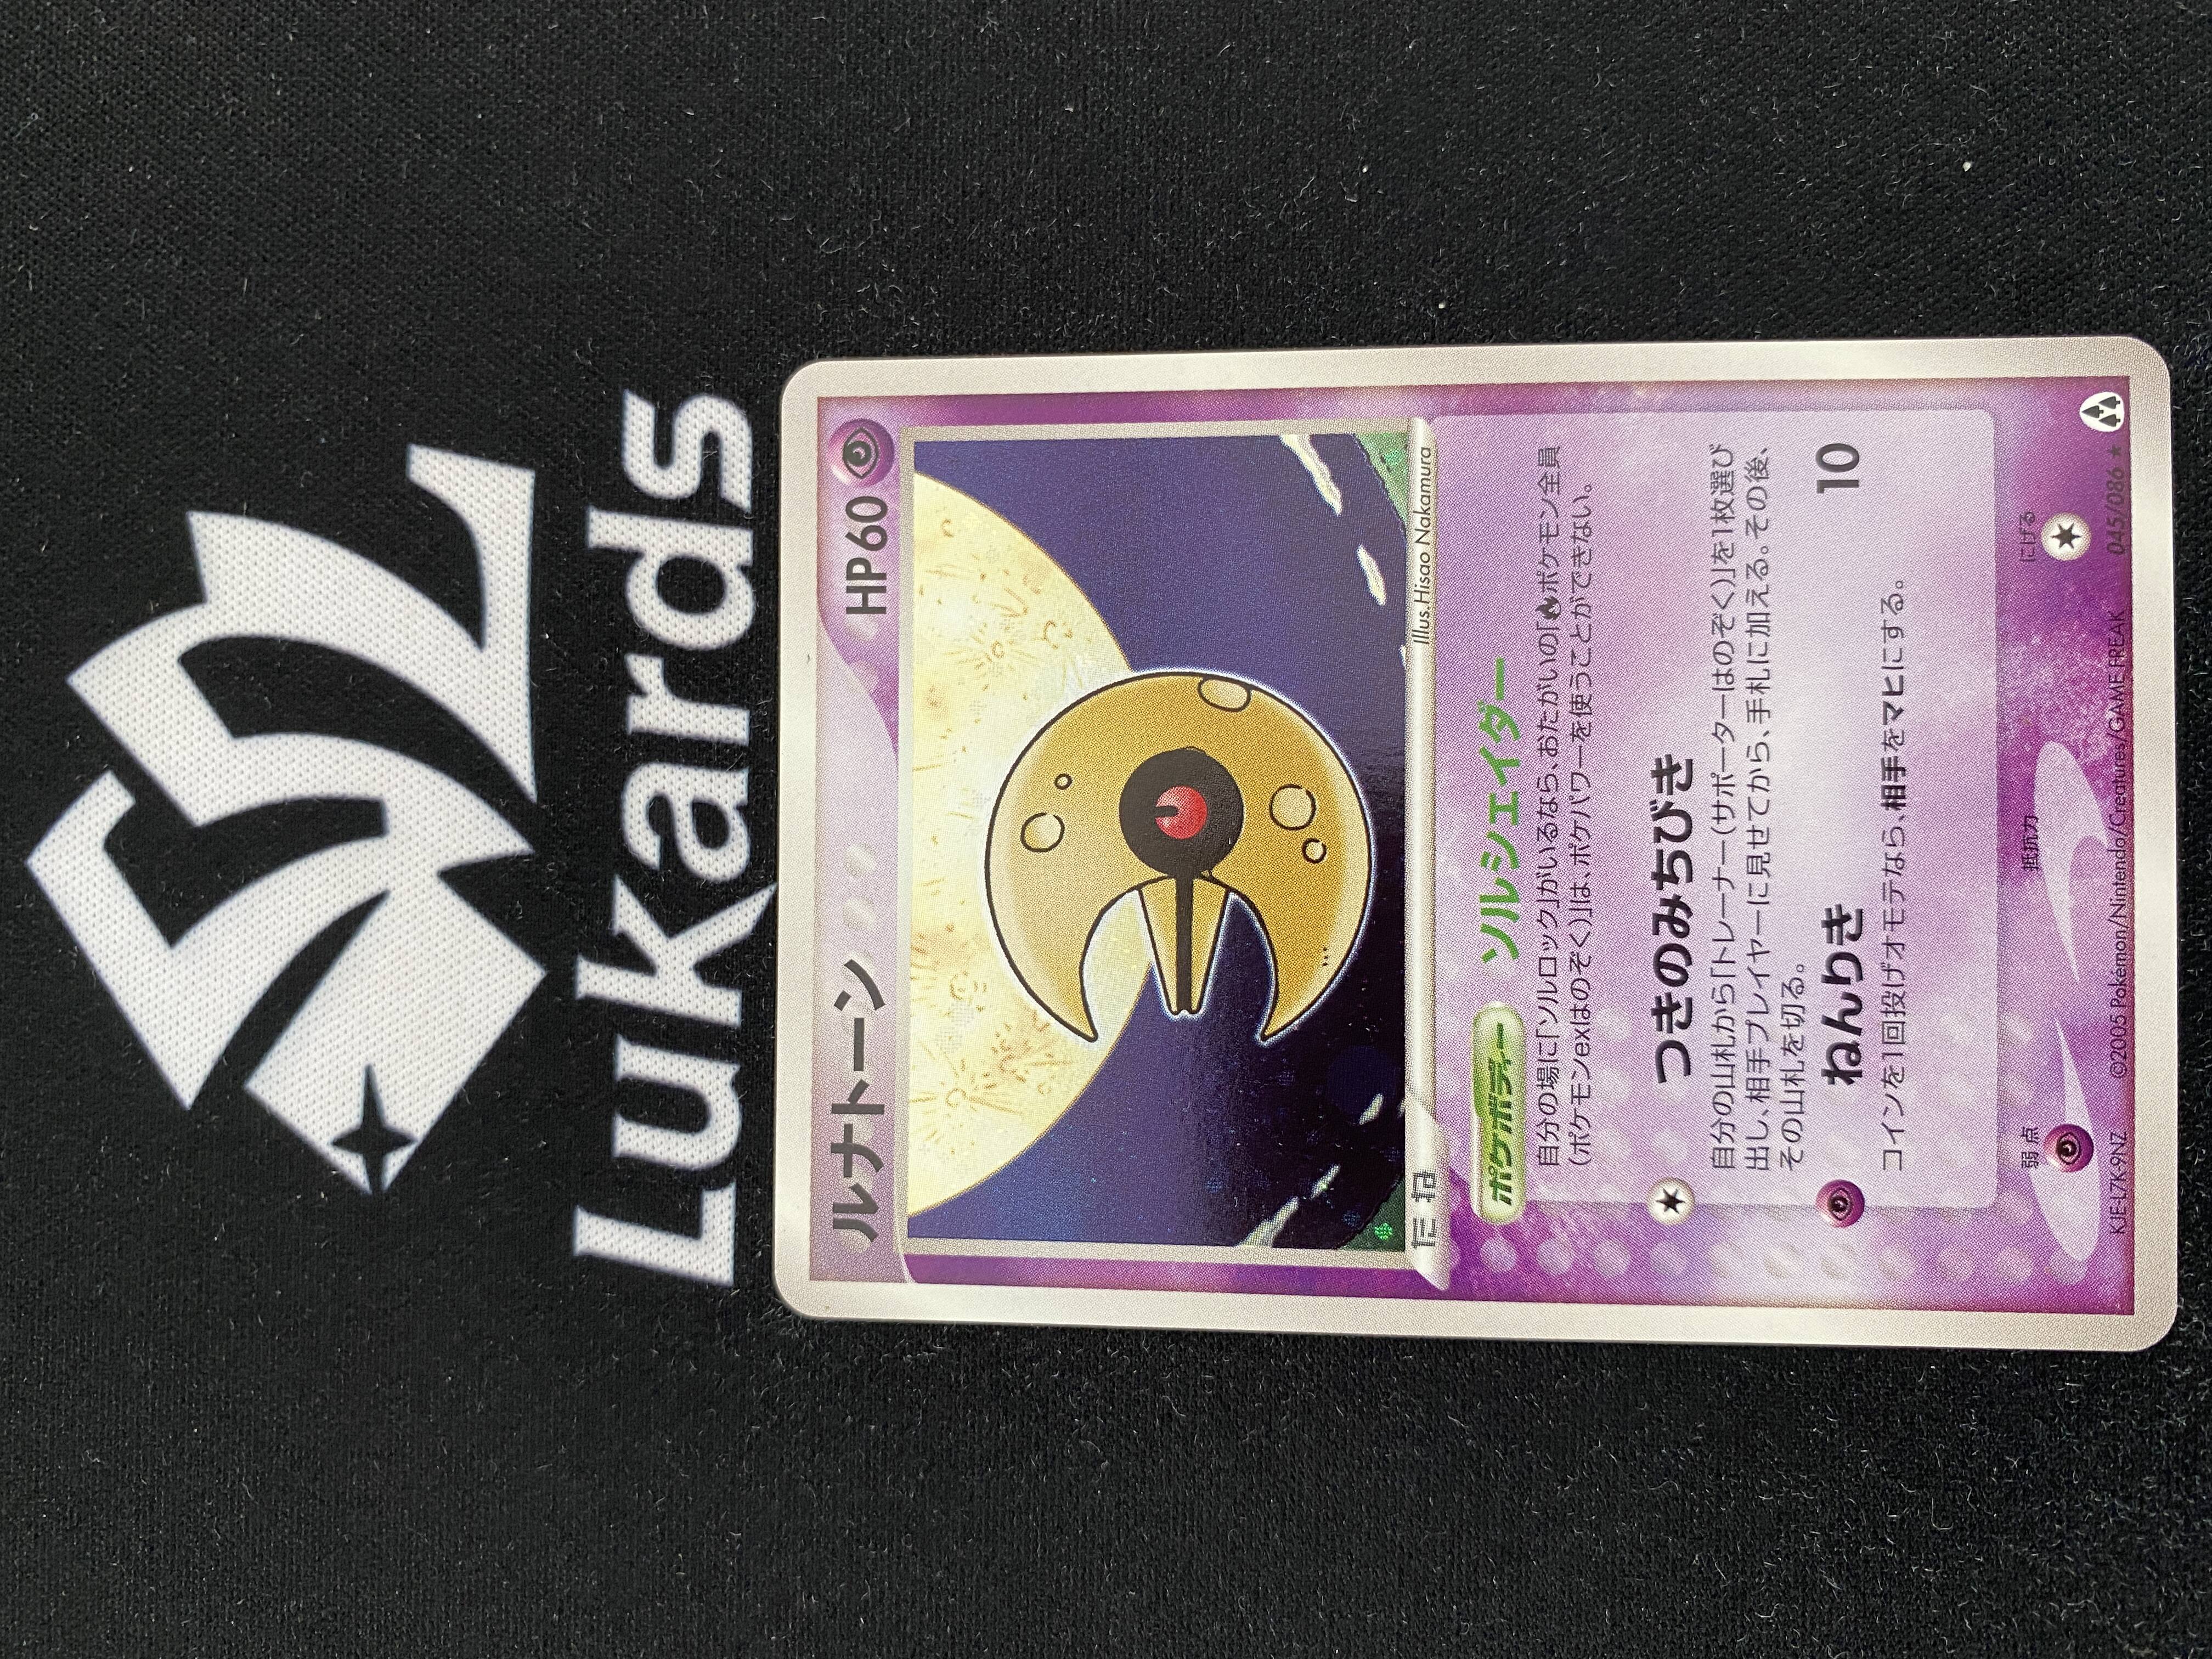 Lukards
ルナトーン HP60
Illus.Hisao Nakamura
たね
ポケボディー ソルシェイダー
自分の場に「ソルロック」がいるなら、おたがいの「ポケモン全員
(ポケモンexはのぞく)」は、ポケパワーを使うことができない。
つきのみちびき
自分の山札から「トレーナー(サポーターはのぞく)」を1枚選び
出し、相手プレイヤーに見せてから、手札に加える。その後、
その山札を切る。
ねんりき 10
コインを1回投げオモテなら、相手をマヒにする。
弱点 抵抗力 にげる
KJE-L7K-9NZ ©2005 Pokémon/Nintendo/Creatures/GAME FREAK 045/086 ★